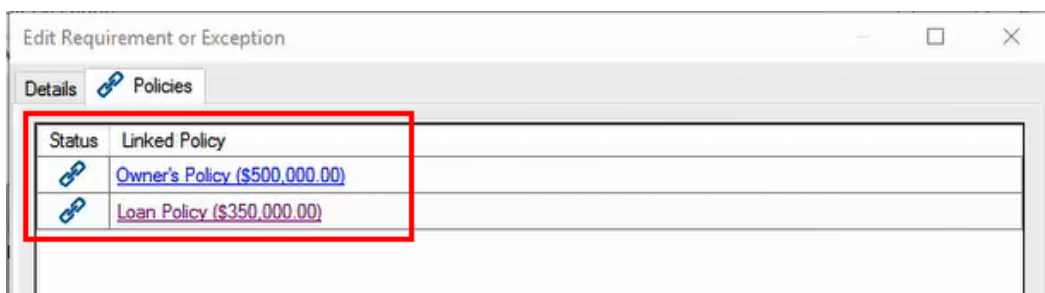 Edit Requirement or Exception
Details Policies
Status Linked Policy
Owner's Policy ($500,000.00)
Loan Policy ($350,000.00)